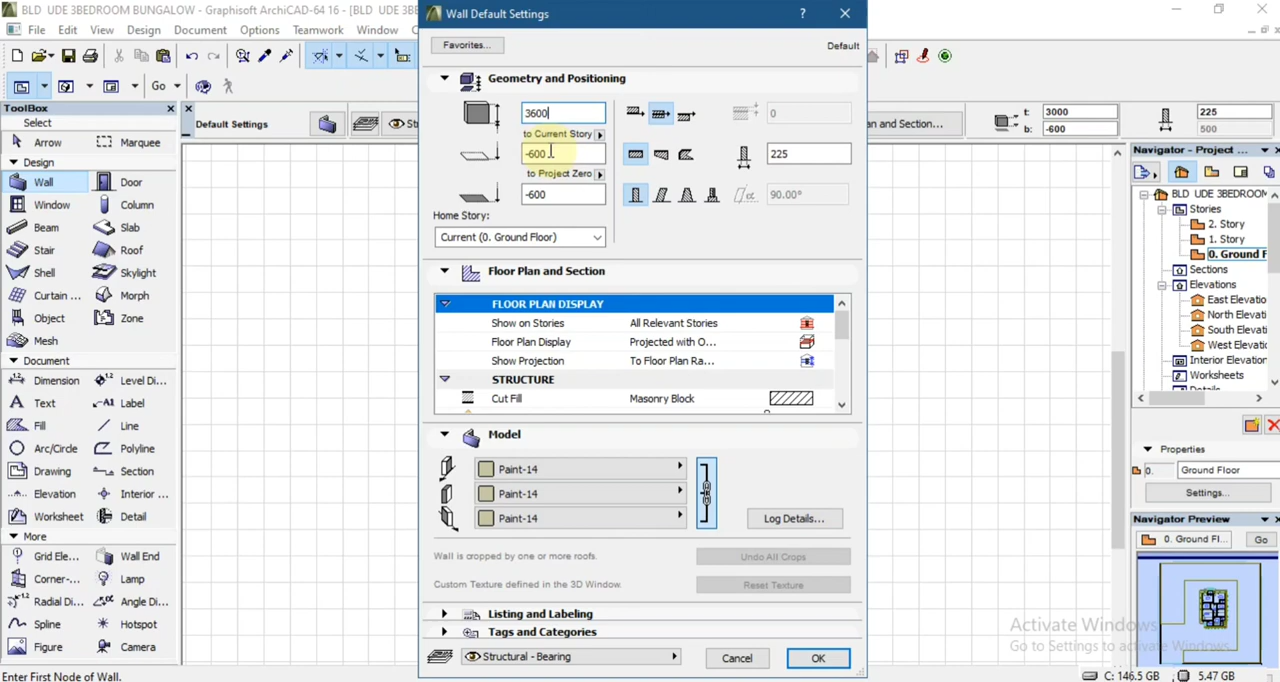 BLD UDE 3BEDROOM BUNGALOW - Graphisoft ArchiCAD-64 16 - [BLD UDE 3BE
File Edit View Design Document Options Teamwork Window
Go
ToolBox
Select
Arrow Marquee
Design
Wall Door
Window Column
Beam Slab
Stair Roof
Shell Skylight
Curtain ... Morph
Object Zone
Mesh
Document
Dimension Level Di...
Text Label
Fill Line
Arc/Circle Polyline
Drawing Section
Elevation Interior ...
Worksheet Detail
More
Grid Ele... Wall End
Corner-... Lamp
Radial Di... Angle Di...
Spline Hotspot
Figure Camera
Enter First Node of Wall.
Default Settings
Wall Default Settings
Favorites...
Default
Geometry and Positioning
3600
0
to Current Story
-600
225
to Project Zero
-600
90.00°
Home Story:
Current (0. Ground Floor)
Floor Plan and Section
FLOOR PLAN DISPLAY
Show on Stories All Relevant Stories
Floor Plan Display Projected with O...
Show Projection To Floor Plan Ra...
STRUCTURE
Cut Fill Masonry Block
Model
Paint-14
Paint-14
Paint-14
Log Details...
Wall is cropped by one or more roofs.
Undo All Crops
Custom Texture defined in the 3D Window.
Reset Texture
Listing and Labeling
Tags and Categories
Structural - Bearing
Cancel
OK
an and Section...
t: 3000
b: -600
225
500
Navigator - Project ...
BLD UDE 3BEDROOM
Stories
2. Story
1. Story
0. Ground F
Sections
Elevations
East Elevatio
North Elevati
South Elevati
West Elevatio
Interior Elevation
Worksheets
Properties
0. Ground Floor
Settings...
Navigator Preview
0. Ground Fl...
Go
Activate Windows
Go to Settings to activate Windows.
C: 146.5 GB 5.47 GB